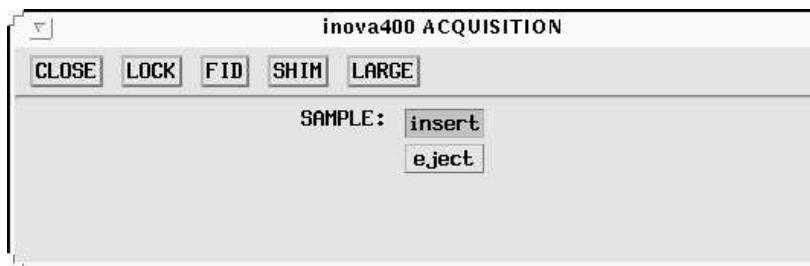 inova400 ACQUISITION
CLOSE LOCK FID SHIM LARGE
SAMPLE: insert
eject